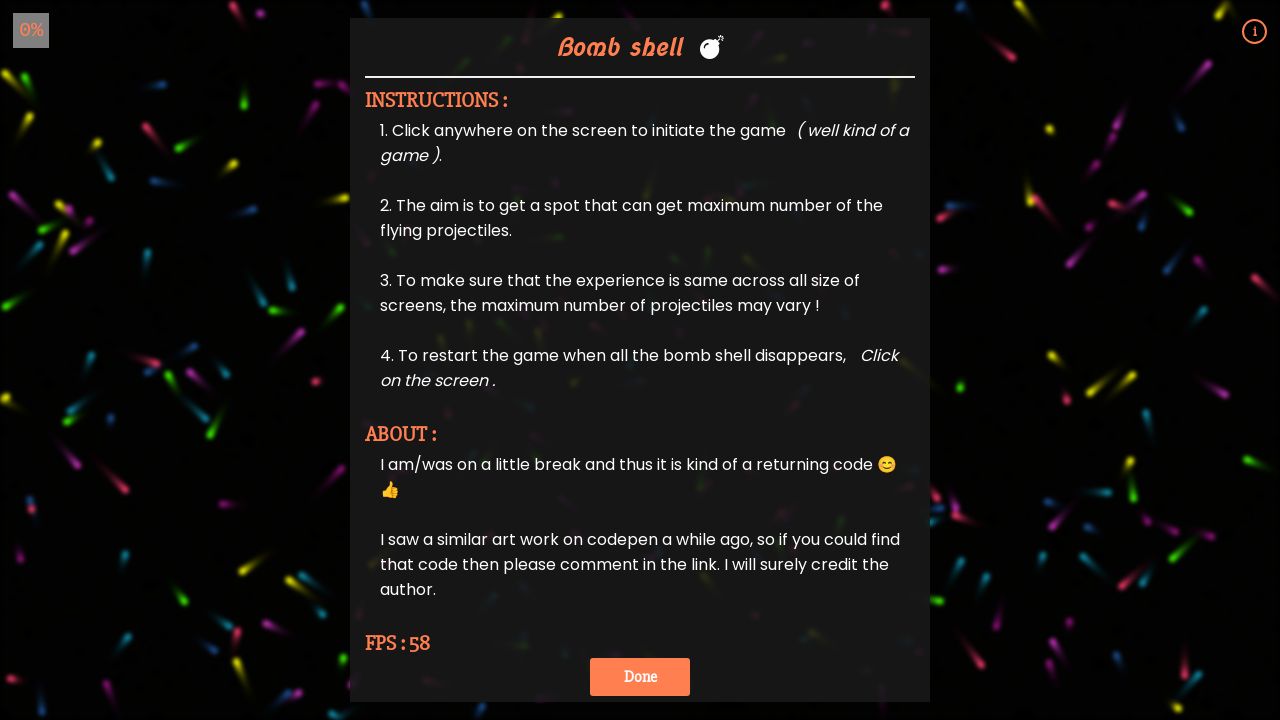 0%
i
Bomb shell 💣
INSTRUCTIONS :
1. Click anywhere on the screen to initiate the game ( well kind of a
game ).
2. The aim is to get a spot that can get maximum number of the
flying projectiles.
3. To make sure that the experience is same across all size of
screens, the maximum number of projectiles may vary !
4. To restart the game when all the bomb shell disappears, Click
on the screen .
ABOUT :
I am/was on a little break and thus it is kind of a returning code 😊
👍
I saw a similar art work on codepen a while ago, so if you could find
that code then please comment in the link. I will surely credit the
author.
FPS : 58
Done